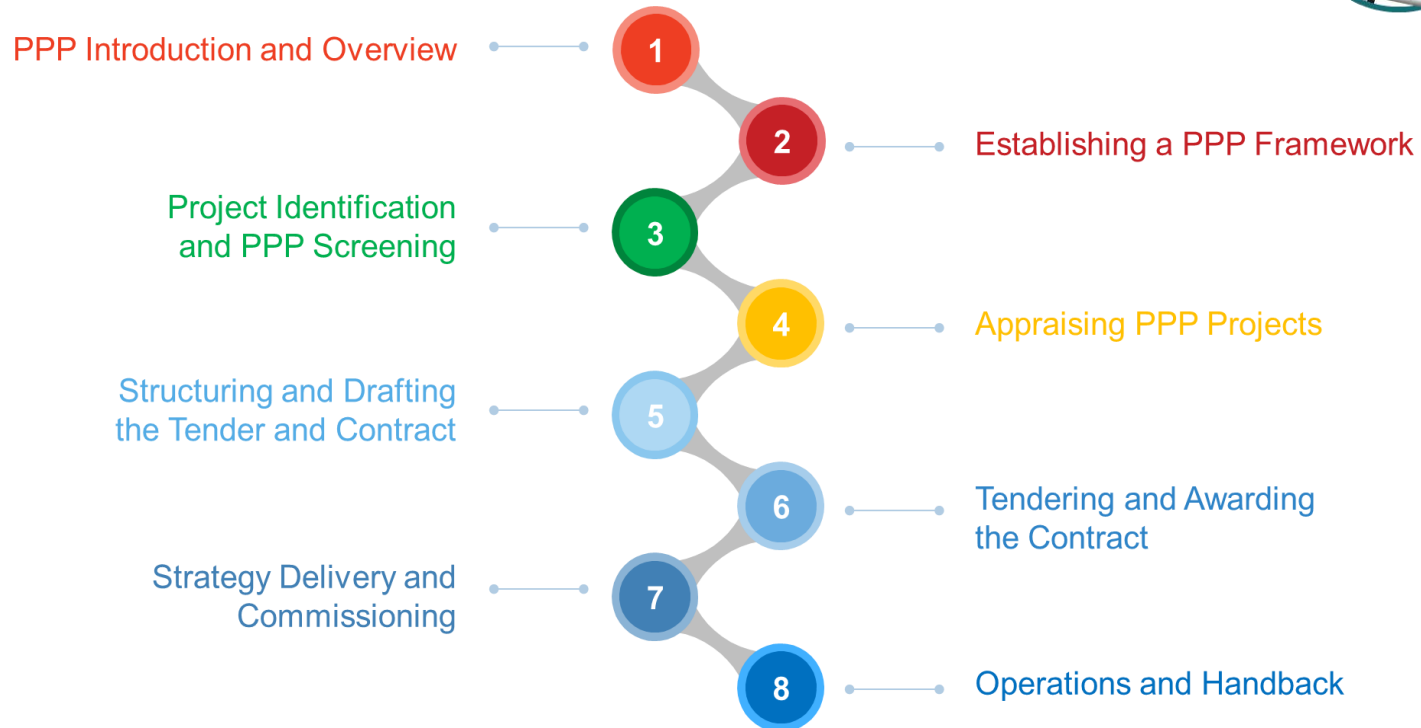 PPP Introduction and Overview
1
2
Establishing a PPP Framework
Project Identification
and PPP Screening
3
4
Appraising PPP Projects
Structuring and Drafting
the Tender and Contract
5
6
Tendering and Awarding
the Contract
Strategy Delivery and
Commissioning
7
8
Operations and Handback